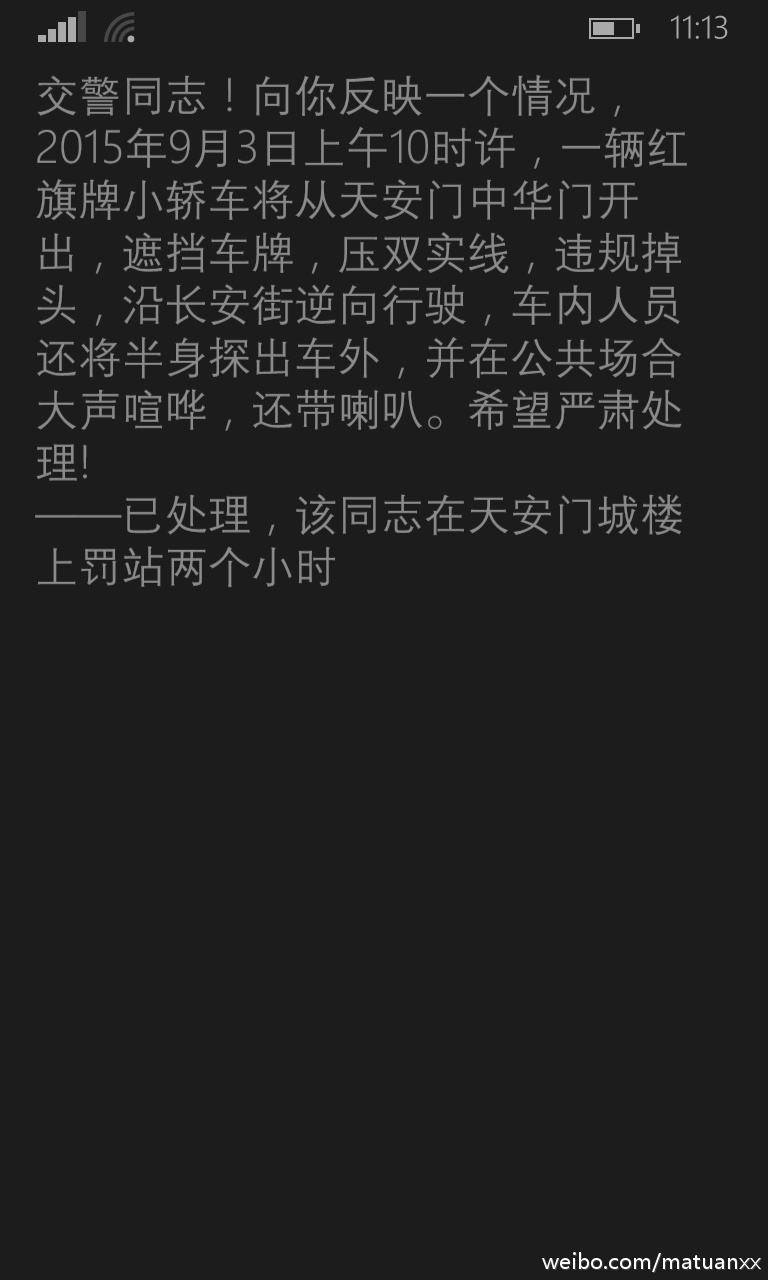 11:13
交警同志！向你反映一个情况，
2015年9月3日上午10时许，一辆红
旗牌小轿车将从天安门中华门开
出，遮挡车牌，压双实线，违规掉
头，沿长安街逆向行驶，车内人员
还将半身探出车外，并在公共场合
大声喧哗，还带喇叭。希望严肃处
理!
——已处理，该同志在天安门城楼
上罚站两个小时
weibo.com/matuanxx